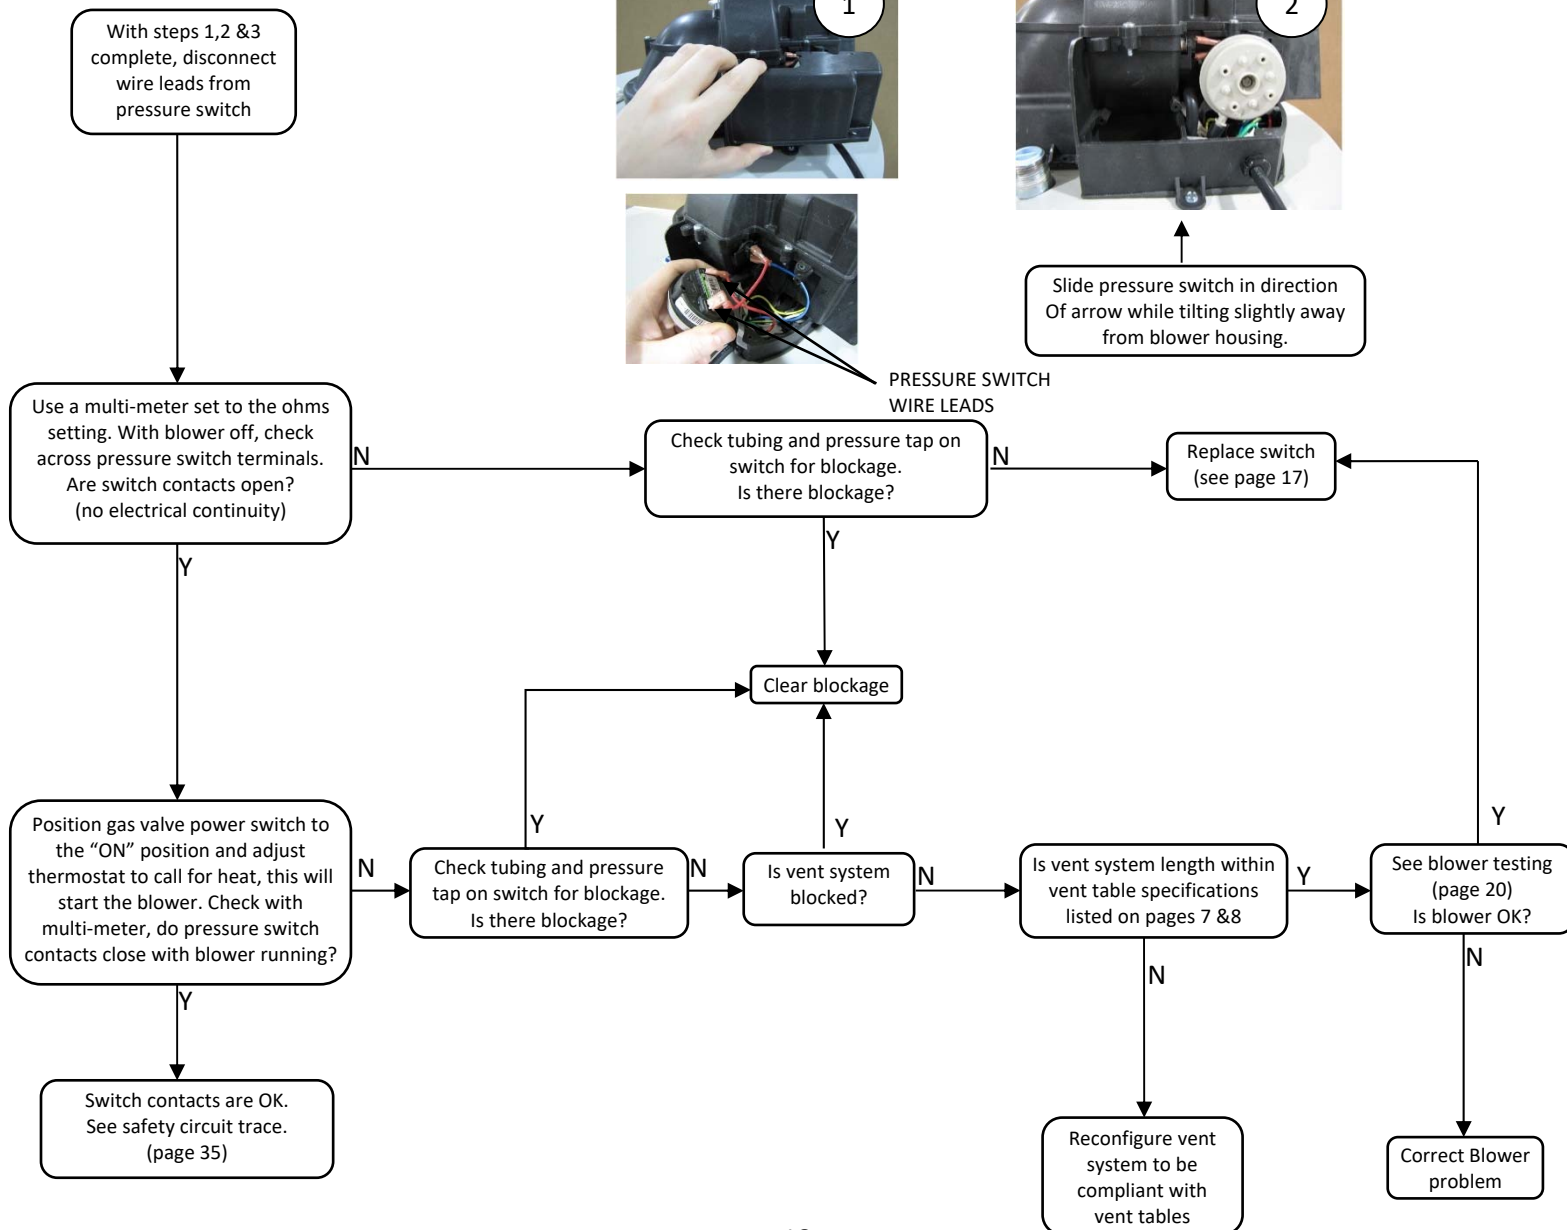 With steps 1,2 &3
complete, disconnect
wire leads from
pressure switch
1
2
Slide pressure switch in direction
Of arrow while tilting slightly away
from blower housing.
PRESSURE SWITCH
WIRE LEADS
Use a multi-meter set to the ohms
setting. With blower off, check
across pressure switch terminals.
Are switch contacts open?
(no electrical continuity)
N
Check tubing and pressure tap on
switch for blockage.
Is there blockage?
N
Replace switch
(see page 17)
Y
Y
Clear blockage
Position gas valve power switch to
the “ON” position and adjust
thermostat to call for heat, this will
start the blower. Check with
multi-meter, do pressure switch
contacts close with blower running?
N
Y
Check tubing and pressure
tap on switch for blockage.
Is there blockage?
N
Y
Is vent system
blocked?
N
Is vent system length within
vent table specifications
listed on pages 7 &8
Y
Y
See blower testing
(page 20)
Is blower OK?
Y
N
N
Switch contacts are OK.
See safety circuit trace.
(page 35)
Reconfigure vent
system to be
compliant with
vent tables
Correct Blower
problem